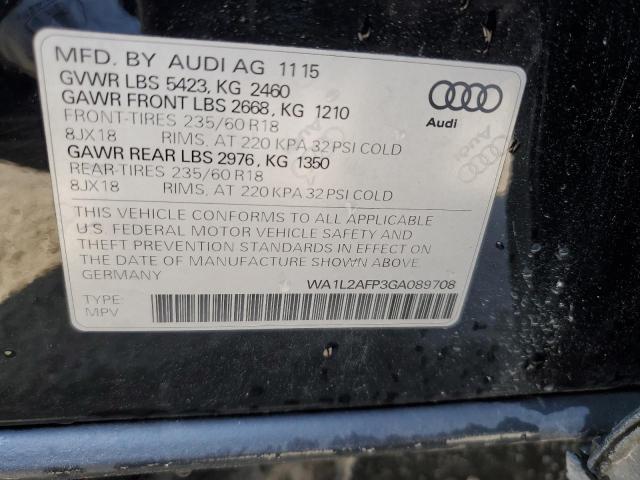 MFD. BY AUDI AG 11 15
GVWR LBS 5423, KG 2460
GAWR FRONT LBS 2668, KG 1210
FRONT-TIRES 235/60 R18
8JX18 RIMS, AT 220 KPA 32 PSI COLD
GAWR REAR LBS 2976, KG 1350
REAR-TIRES 235/60 R18
8JX18 RIMS, AT 220 KPA 32 PSI COLD
Audi
THIS VEHICLE CONFORMS TO ALL APPLICABLE
U.S. FEDERAL MOTOR VEHICLE SAFETY AND
THEFT PREVENTION STANDARDS IN EFFECT ON
THE DATE OF MANUFACTURE SHOWN ABOVE.
GERMANY
WA1L2AFP3GA089708
TYPE:
MPV